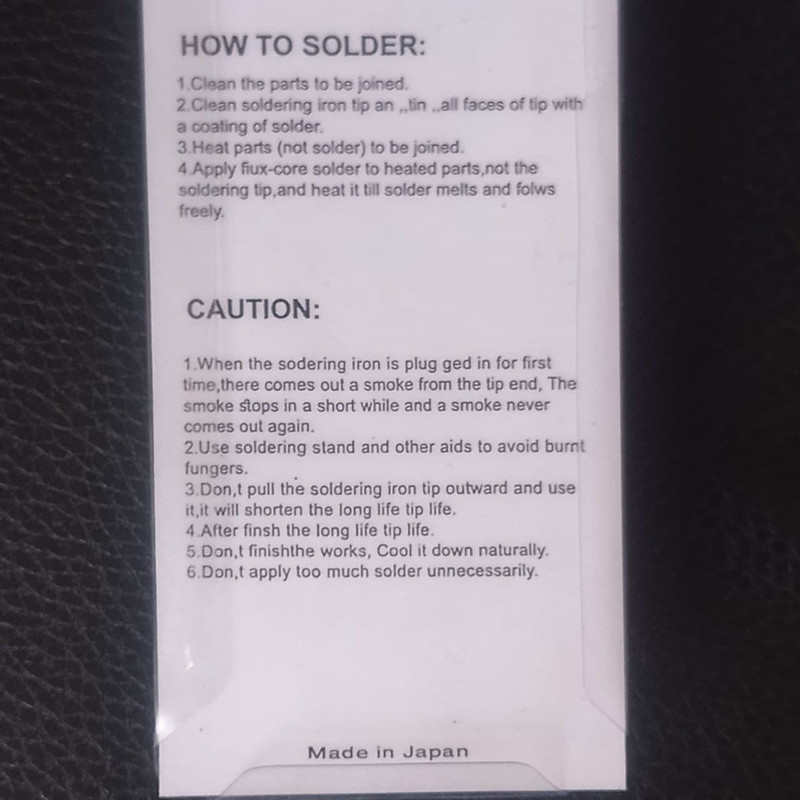 HOW TO SOLDER:
1.Clean the parts to be joined.
2.Clean soldering iron tip an ,,tin ,,all faces of tip with
a coating of solder.
3.Heat parts (not solder) to be joined.
4.Apply fiux-core solder to heated parts,not the
soldering tip,and heat it till solder melts and folws
freely.
CAUTION:
1.When the sodering iron is plug ged in for first
time,there comes out a smoke from the tip end, The
smoke stops in a short while and a smoke never
comes out again.
2.Use soldering stand and other aids to avoid burnt
fungers.
3.Don,t pull the soldering iron tip outward and use
it,it will shorten the long life tip life.
4.After finsh the long life tip life.
5.Don,t finishthe works, Cool it down naturally.
6.Don,t apply too much solder unnecessarily.
Made in Japan